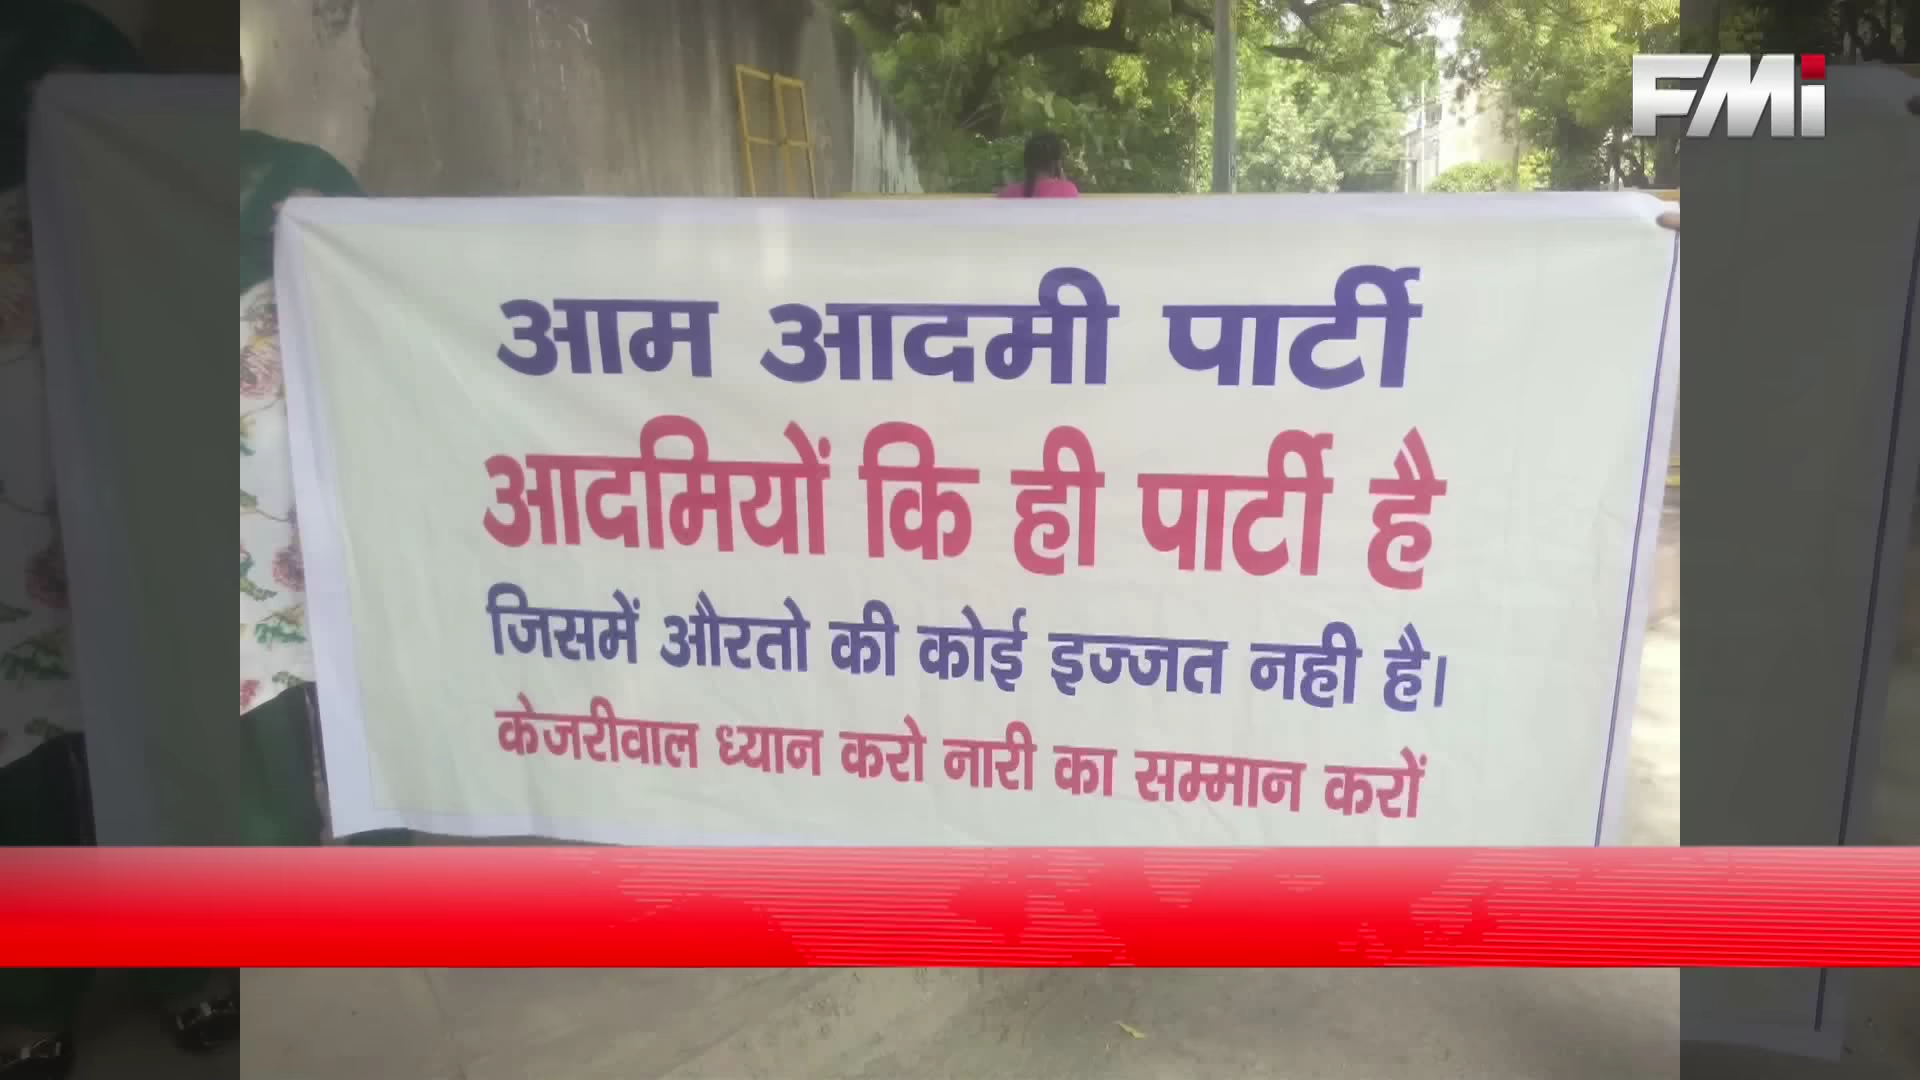 FMi
आम आदमी पार्टी
आदमियों कि ही पार्टी है
जिसमें औरतो की कोई इज्जत नही है।
केजरीवाल ध्यान करो नारी का सम्मान करों